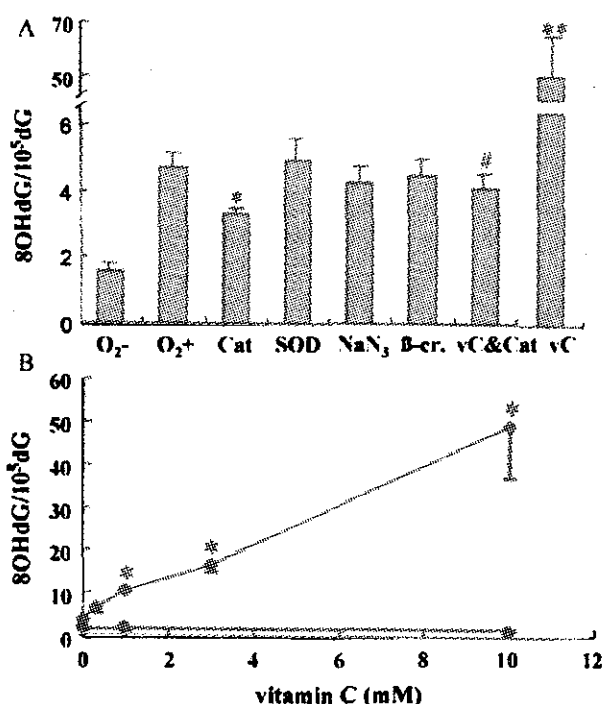 A
70
50
6
4
2
0
8OHdG/10⁵dG
*
#
**
O₂- O₂+ Cat SOD NaN₃ ß-cr. vC&Cat vC
B
60
50
40
30
20
10
0
8OHdG/10⁵dG
*
*
*
0 2 4 6 8 10 12
vitamin C (mM)